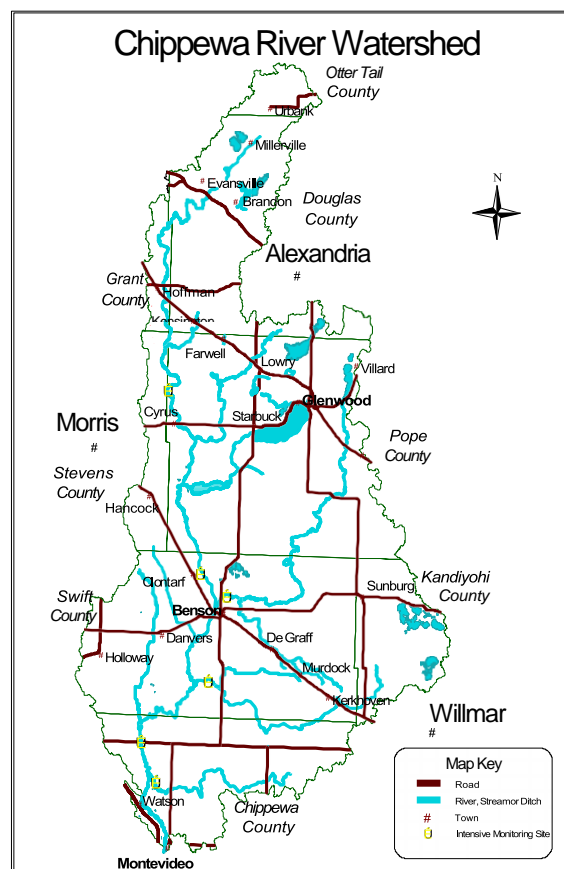 Chippewa River Watershed
Otter Tail
County
#
Urbank
# Millerville
# Evansville
# Brandon
Douglas
County
N
Alexandria
#
Grant
County
Hoffman
Kensington
Farwell
Lowry
# Villard
Glenwood
Cyrus
#
Starbuck
Morris
#
Pope
County
Stevens
County
#
Hancock
Clontarf #
Sunburg
Kandiyohi
County
Swift
County
Benson
# Danvers
De Graff
# Holloway
Murdock
# Kerkhoven
Willmar
#
Map Key
Road
River, Streamor Ditch
# Town
Intensive Monitoring Site
Watson
Chippewa
County
Montevideo